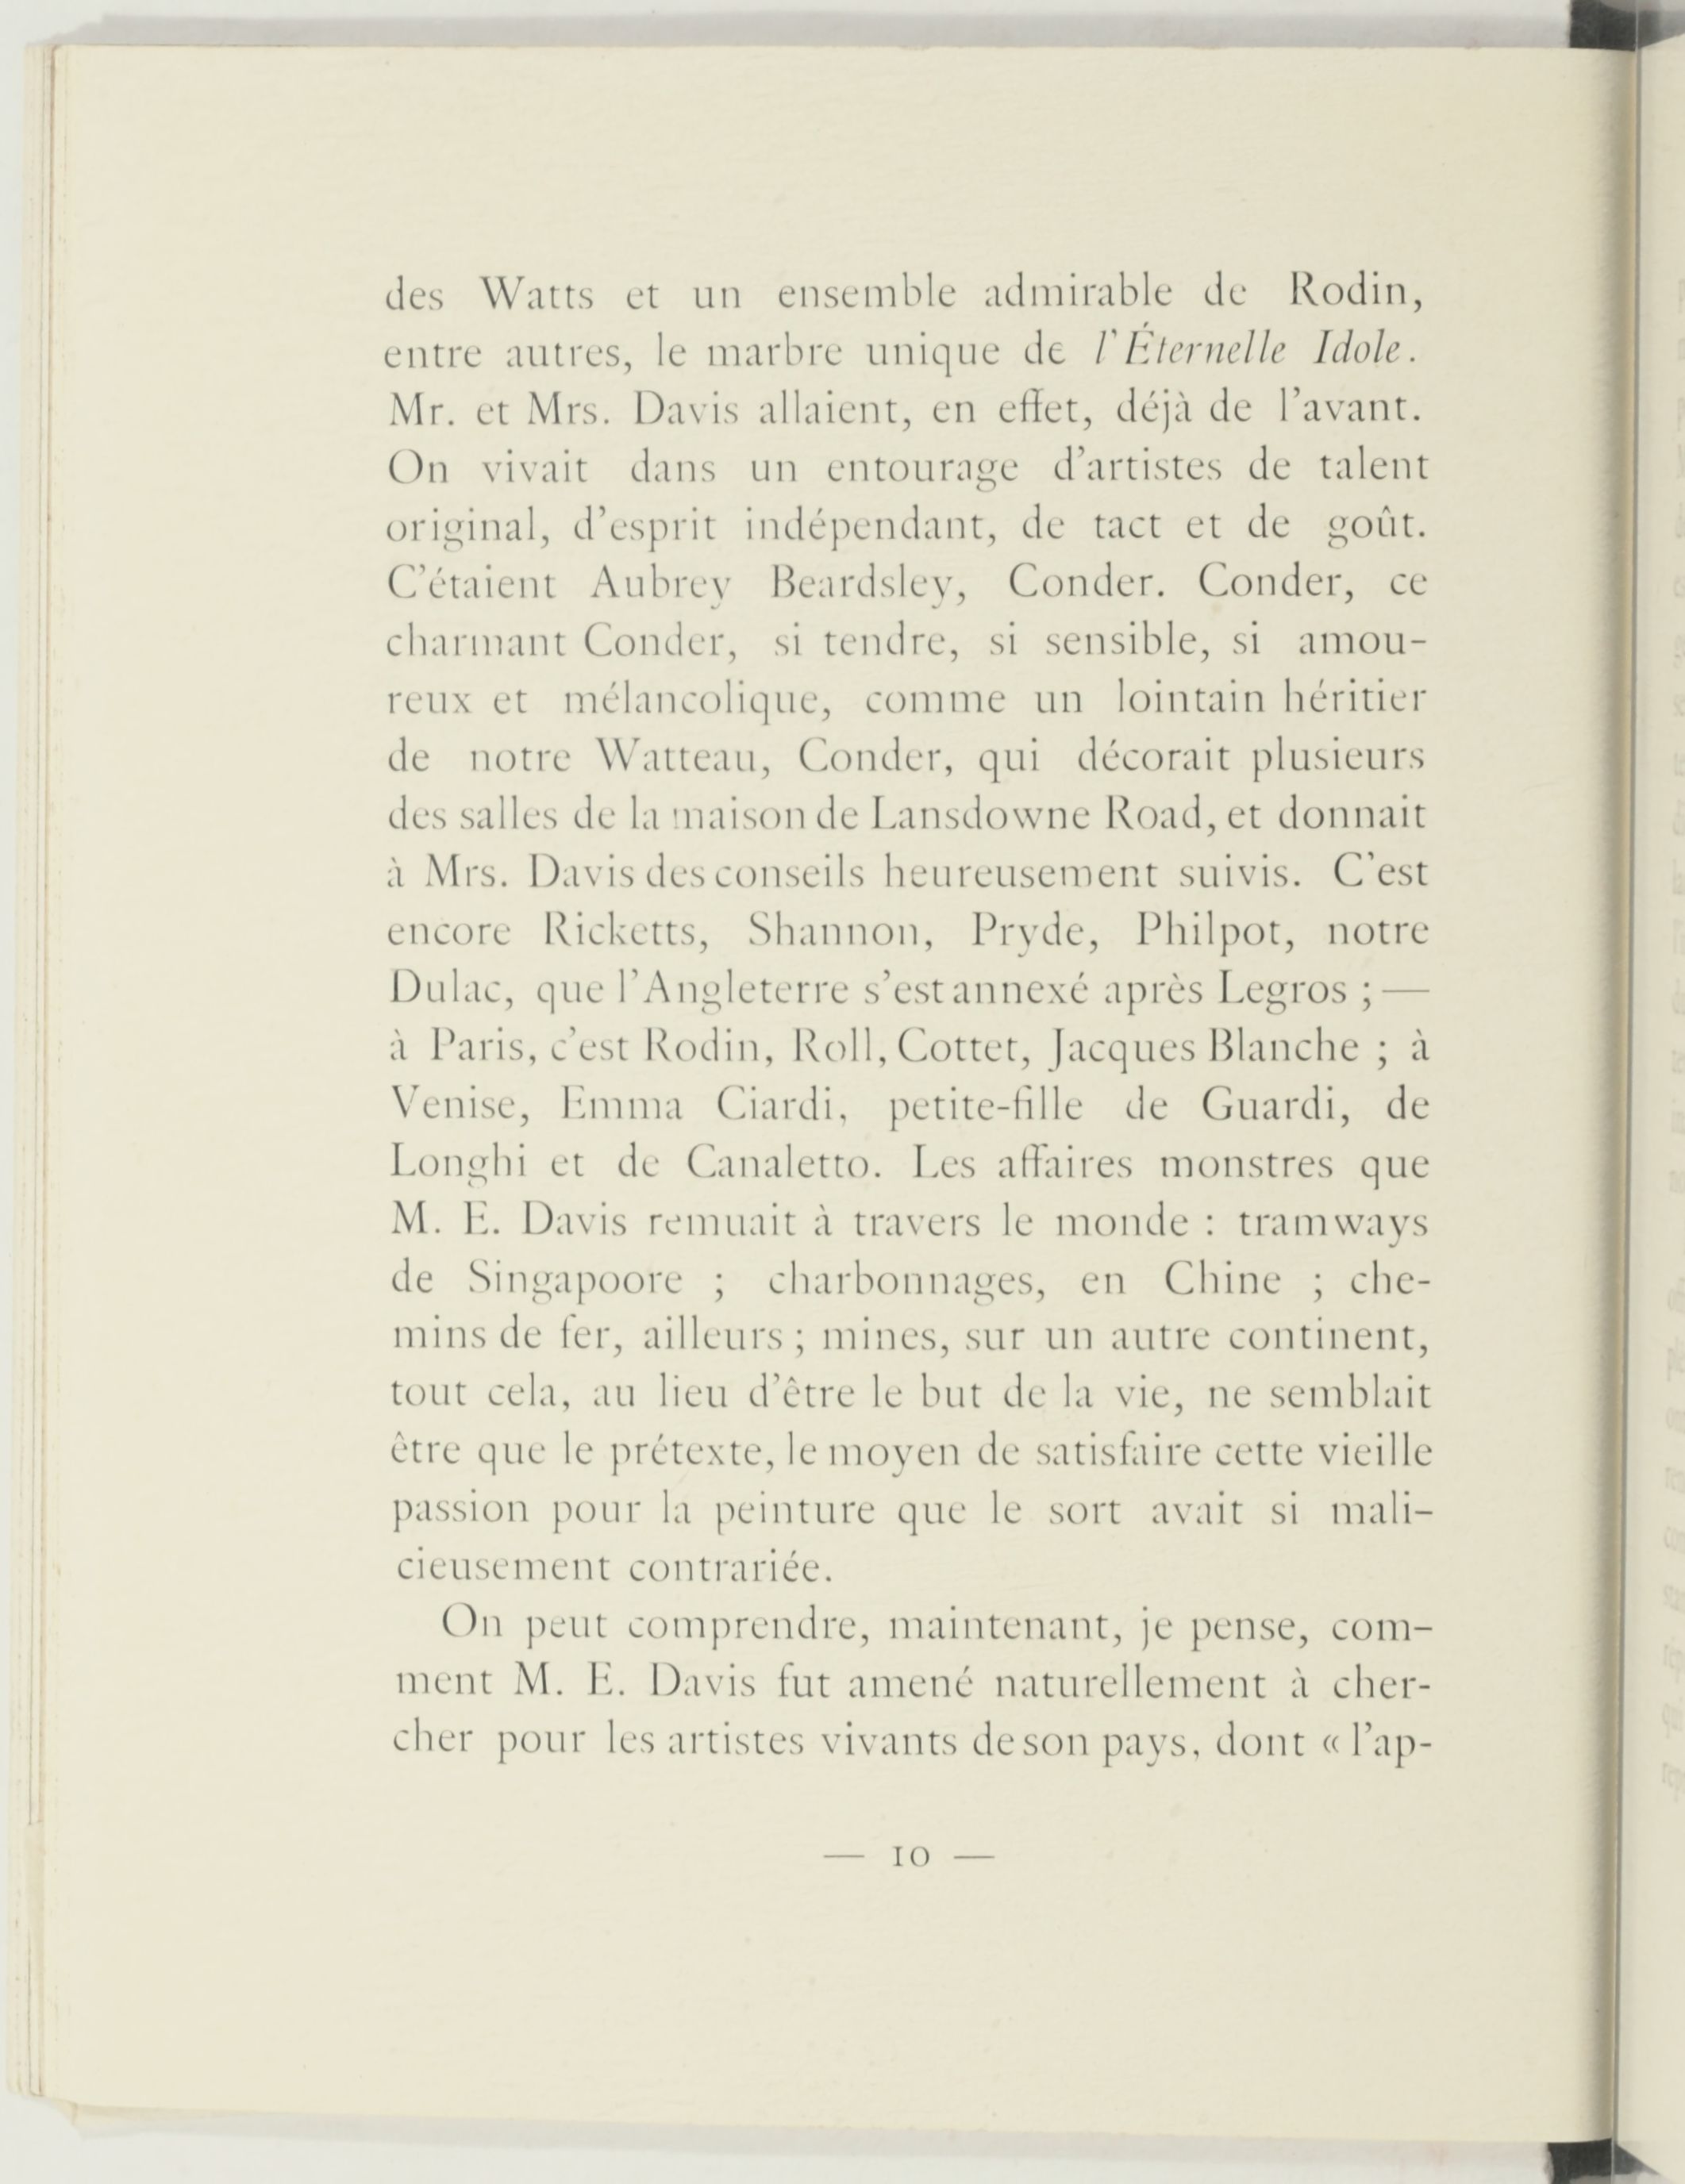 des Watts et un ensemble admirable de Rodin,
entre autres, le marbre unique de l'Éternelle Idole.
Mr. et Mrs. Davis allaient, en effet, déjà de l'avant.
On vivait dans un entourage d'artistes de talent
original, d'esprit indépendant, de tact et de goût.
C'étaient Aubrey Beardsley, Conder. Conder, ce
charmant Conder, si tendre, si sensible, si amou-
reux et mélancolique, comme un lointain héritier
de notre Watteau, Conder, qui décorait plusieurs
des salles de la maison de Lansdowne Road, et donnait
à Mrs. Davis des conseils heureusement suivis. C'est
encore Ricketts, Shannon, Pryde, Philpot, notre
Dulac, que l'Angleterre s'est annexé après Legros ; —
à Paris, c'est Rodin, Roll, Cottet, Jacques Blanche ; à
Venise, Emma Ciardi, petite-fille de Guardi, de
Longhi et de Canaletto. Les affaires monstres que
M. E. Davis remuait à travers le monde : tramways
de Singapoore ; charbonnages, en Chine ; che-
mins de fer, ailleurs ; mines, sur un autre continent,
tout cela, au lieu d'être le but de la vie, ne semblait
être que le prétexte, le moyen de satisfaire cette vieille
passion pour la peinture que le sort avait si mali-
cieusement contrariée.
On peut comprendre, maintenant, je pense, com-
ment M. E. Davis fut amené naturellement à cher-
cher pour les artistes vivants de son pays, dont « l'ap-
— 10 —